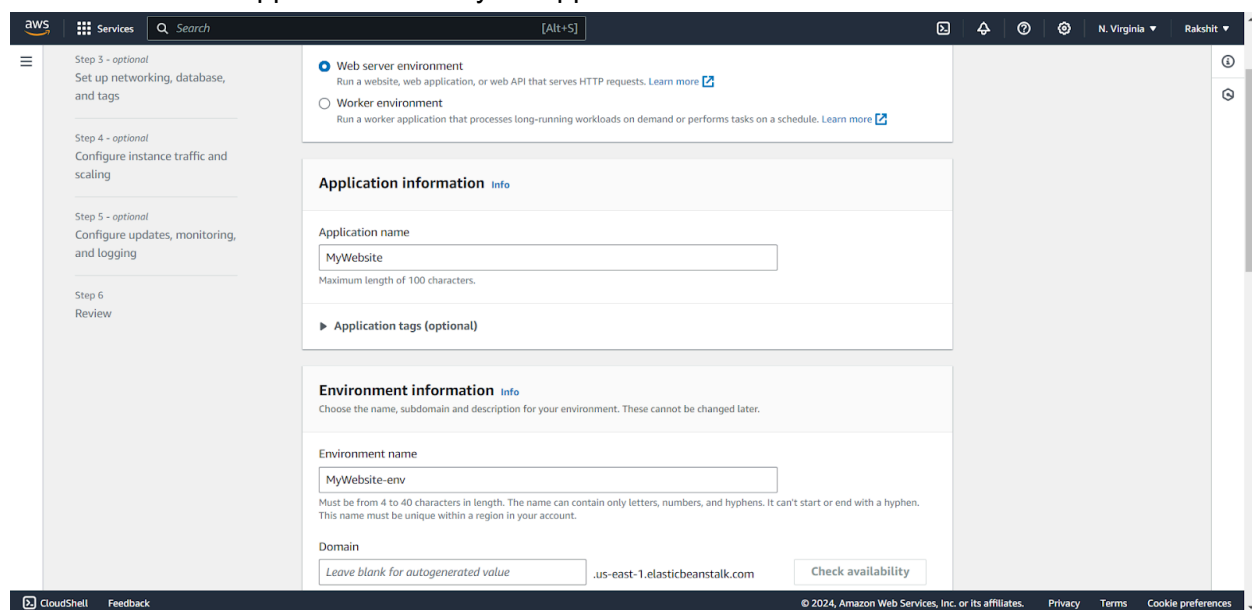 aws
Services
Search
[Alt+S]
N. Virginia
Rakshit
Step 3 - optional
Set up networking, database,
and tags
Step 4 - optional
Configure instance traffic and
scaling
Step 5 - optional
Configure updates, monitoring,
and logging
Step 6
Review
Web server environment
Run a website, web application, or web API that serves HTTP requests. Learn more
Worker environment
Run a worker application that processes long-running workloads on demand or performs tasks on a schedule. Learn more
Application information Info
Application name
MyWebsite
Maximum length of 100 characters.
Application tags (optional)
Environment information Info
Choose the name, subdomain and description for your environment. These cannot be changed later.
Environment name
MyWebsite-env
Must be from 4 to 40 characters in length. The name can contain only letters, numbers, and hyphens. It can't start or end with a hyphen.
This name must be unique within a region in your account.
Domain
Leave blank for autogenerated value
.us-east-1.elasticbeanstalk.com
Check availability
CloudShell
Feedback
© 2024, Amazon Web Services, Inc. or its affiliates.
Privacy
Terms
Cookie preferences